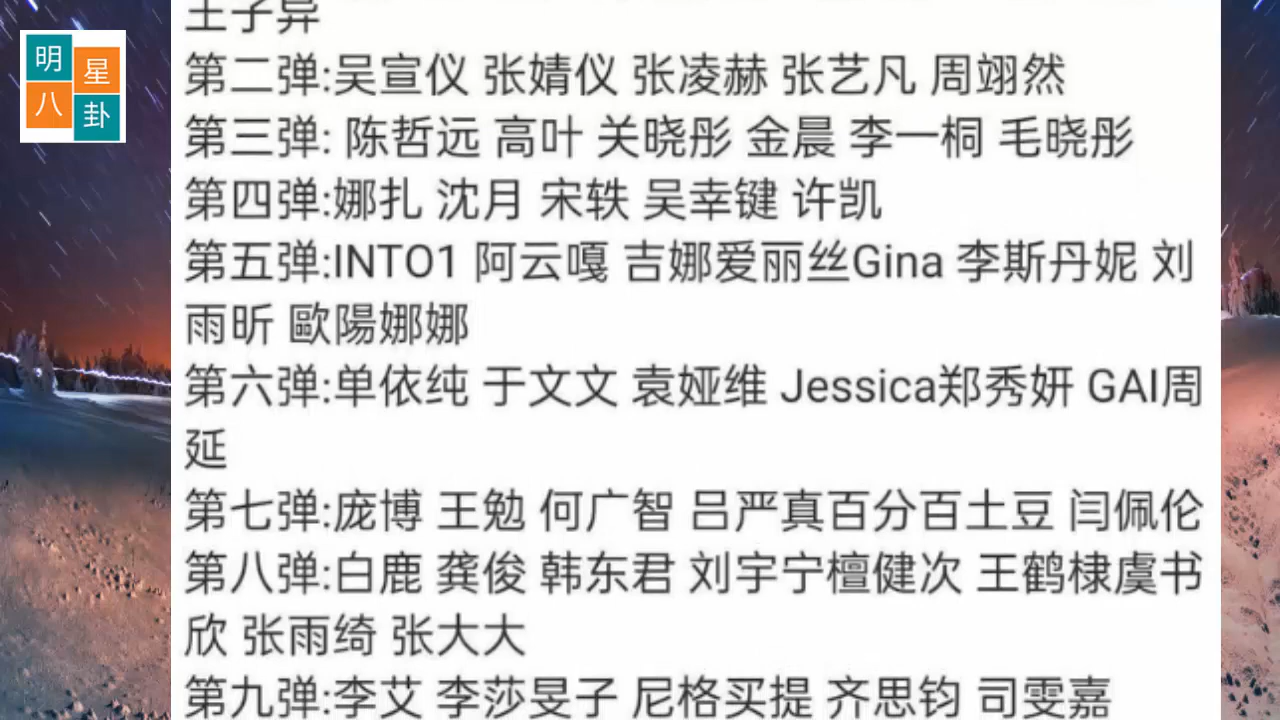 明星
八卦
王子异
第二弹:吴宣仪 张婧仪 张凌赫 张艺凡 周翊然
第三弹: 陈哲远 高叶 关晓彤 金晨 李一桐 毛晓彤
第四弹:娜扎 沈月 宋轶 吴幸键 许凯
第五弹:INTO1 阿云嘎 吉娜爱丽丝Gina 李斯丹妮 刘
雨昕 歐陽娜娜
第六弹:单依纯 于文文 袁娅维 Jessica郑秀妍 GAI周
延
第七弹:庞博 王勉 何广智 吕严真百分百土豆 闫佩伦
第八弹:白鹿 龚俊 韩东君 刘宇宁檀健次 王鹤棣虞书
欣 张雨绮 张大大
第九弹:李艾 李莎旻子 尼格买提 齐思钧 司雯嘉